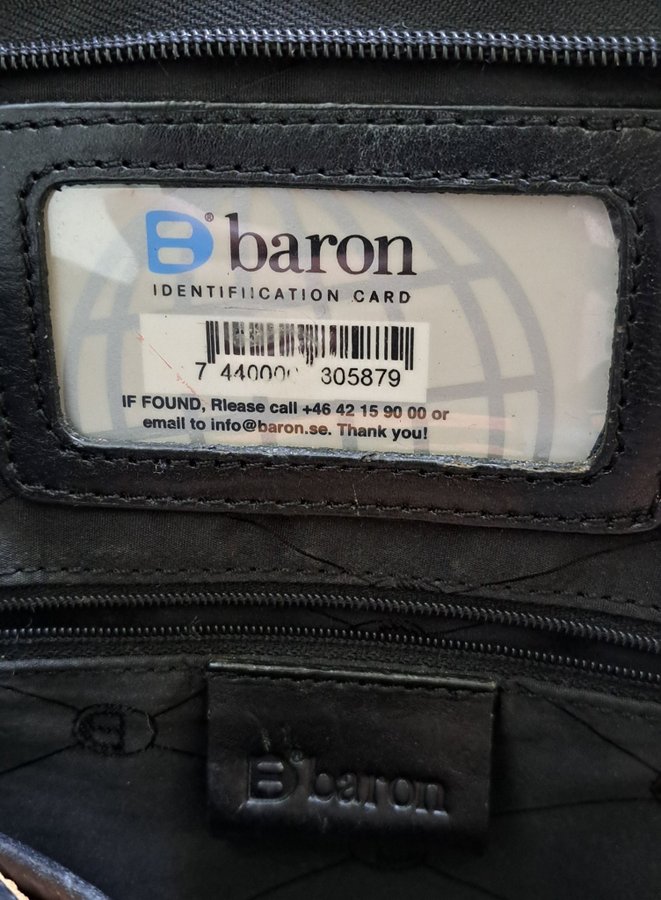 B® baron
IDENTIFIICATION CARD
7 440000 305879
IF FOUND, Rlease call +46 42 15 90 00 or
email to info@baron.se. Thank you!
B® baron